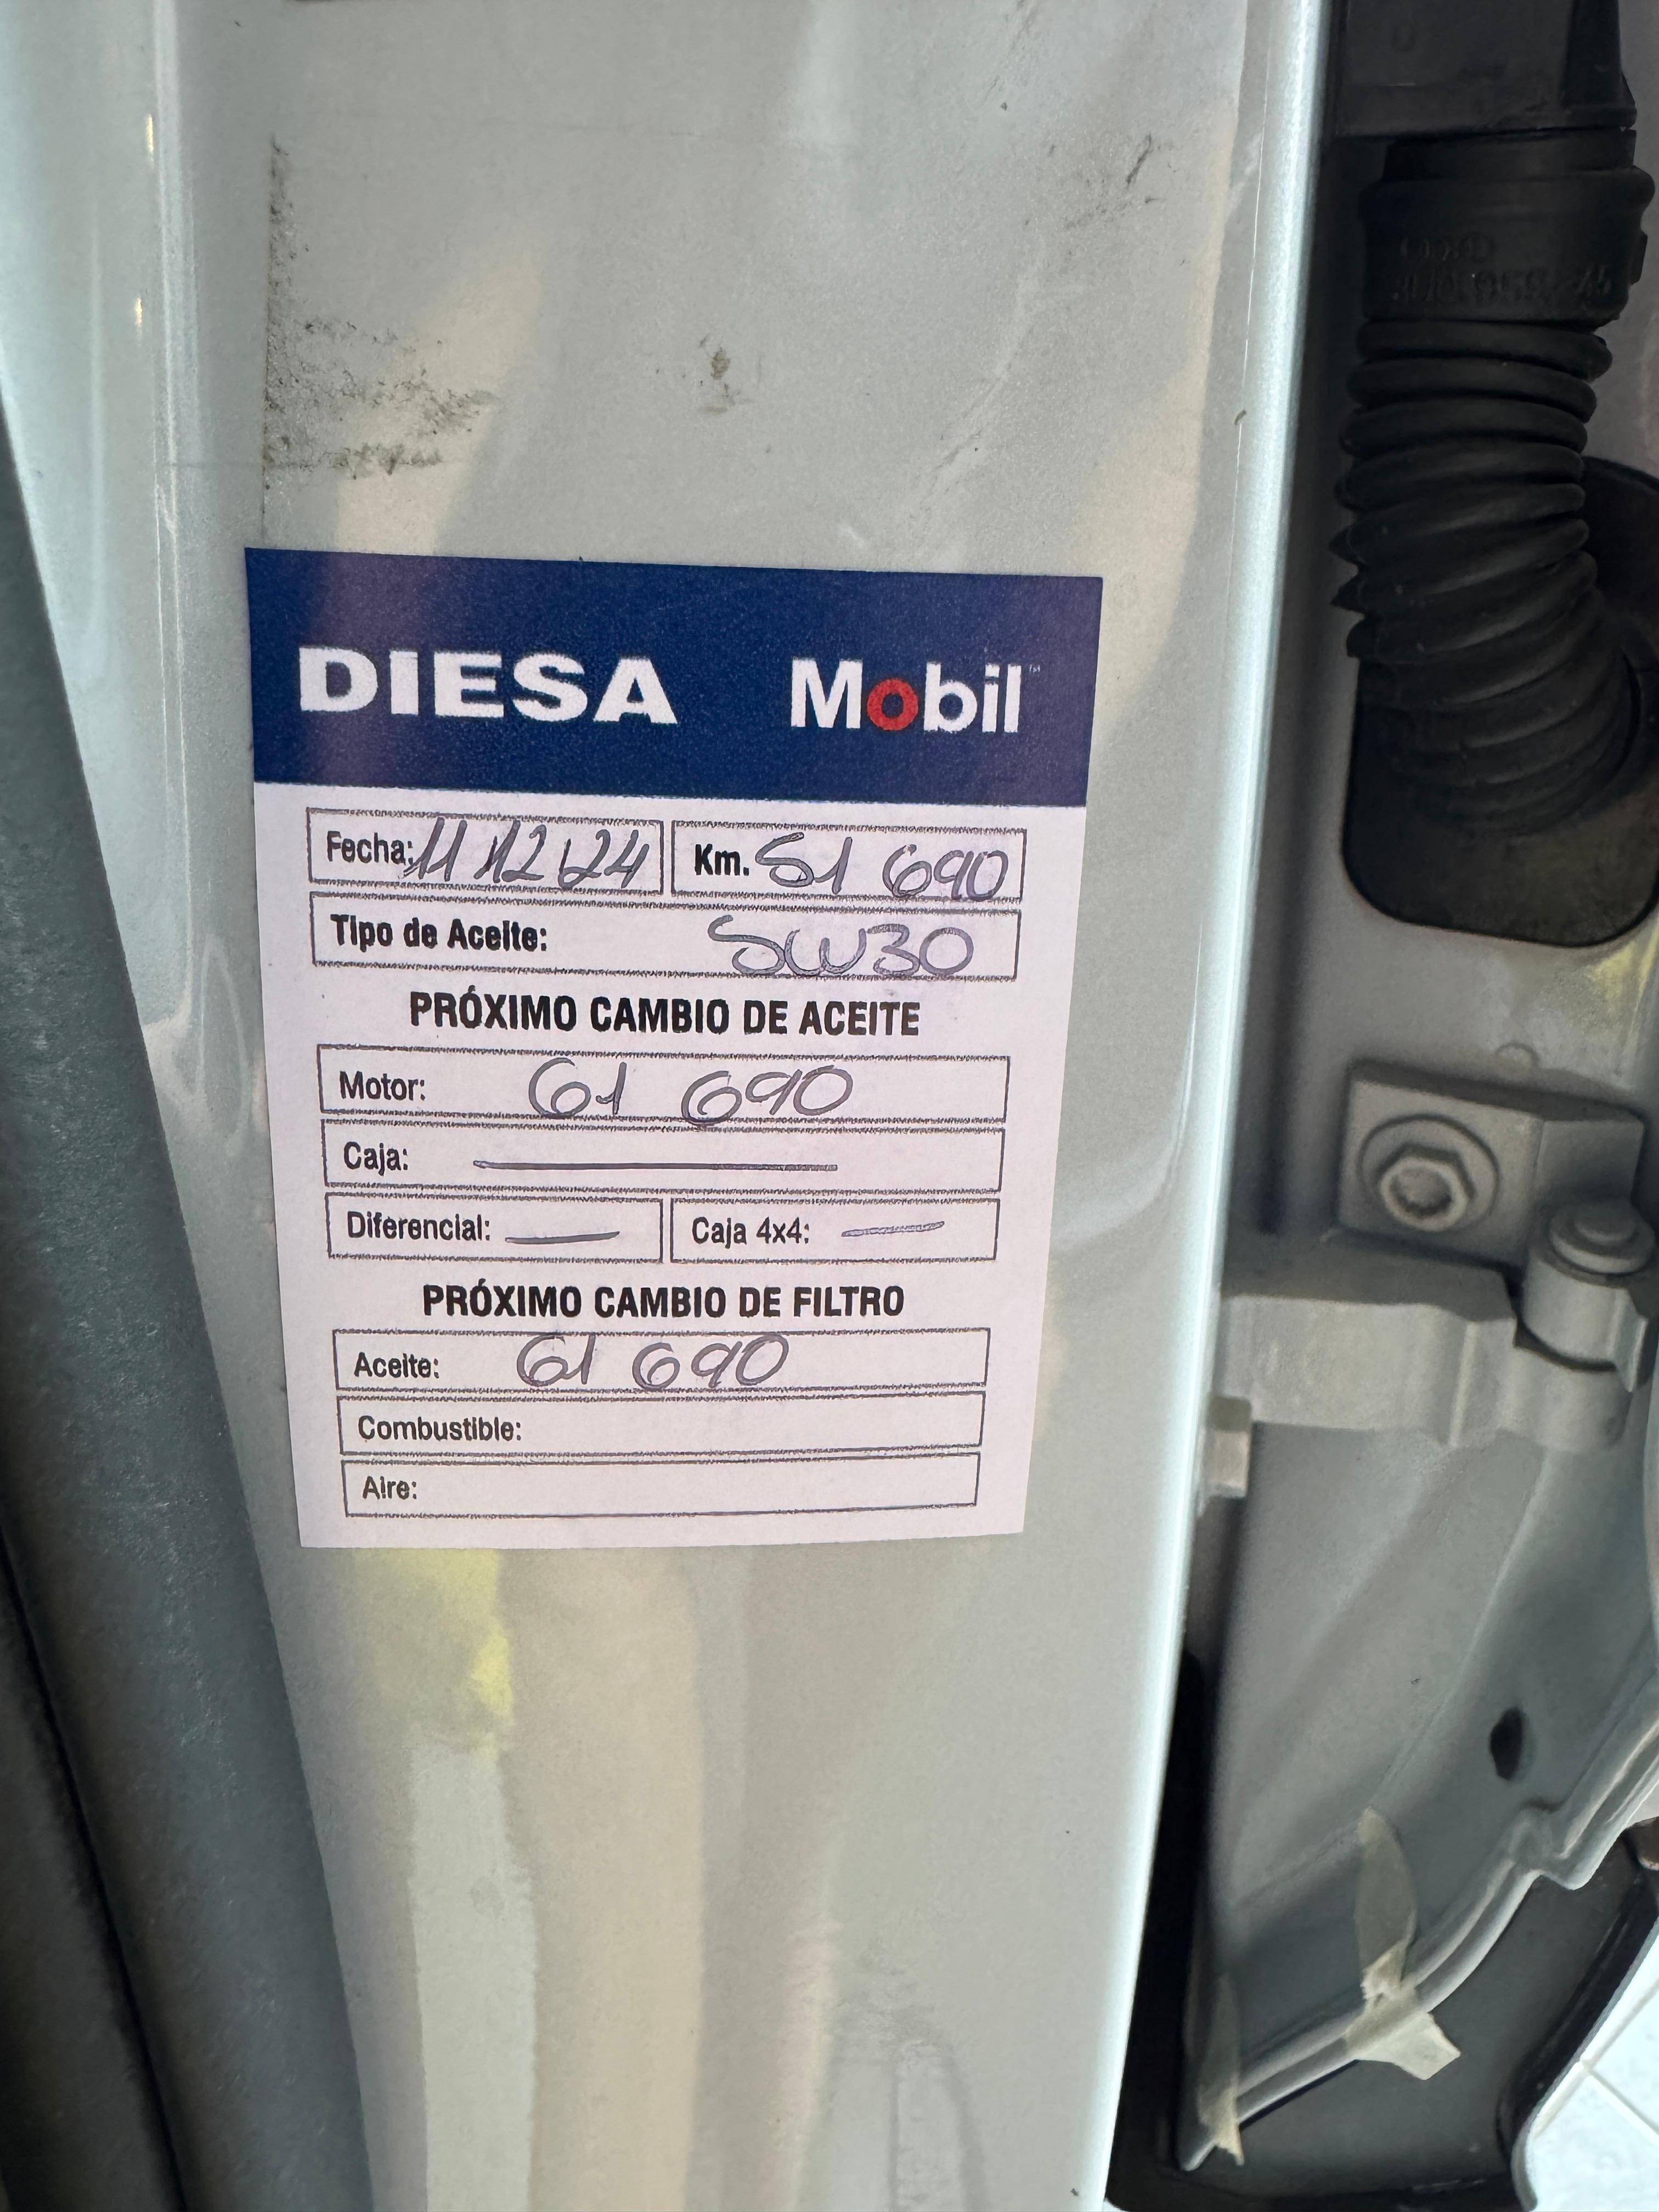 DIESA Mobil™
Fecha: 11/12/24 Km. 51 690
Tipo de Aceite: 5W30
PRÓXIMO CAMBIO DE ACEITE
Motor: 61 690
Caja: —
Diferencial: — Caja 4x4: —
PRÓXIMO CAMBIO DE FILTRO
Aceite: 61 690
Combustible:
Aire: